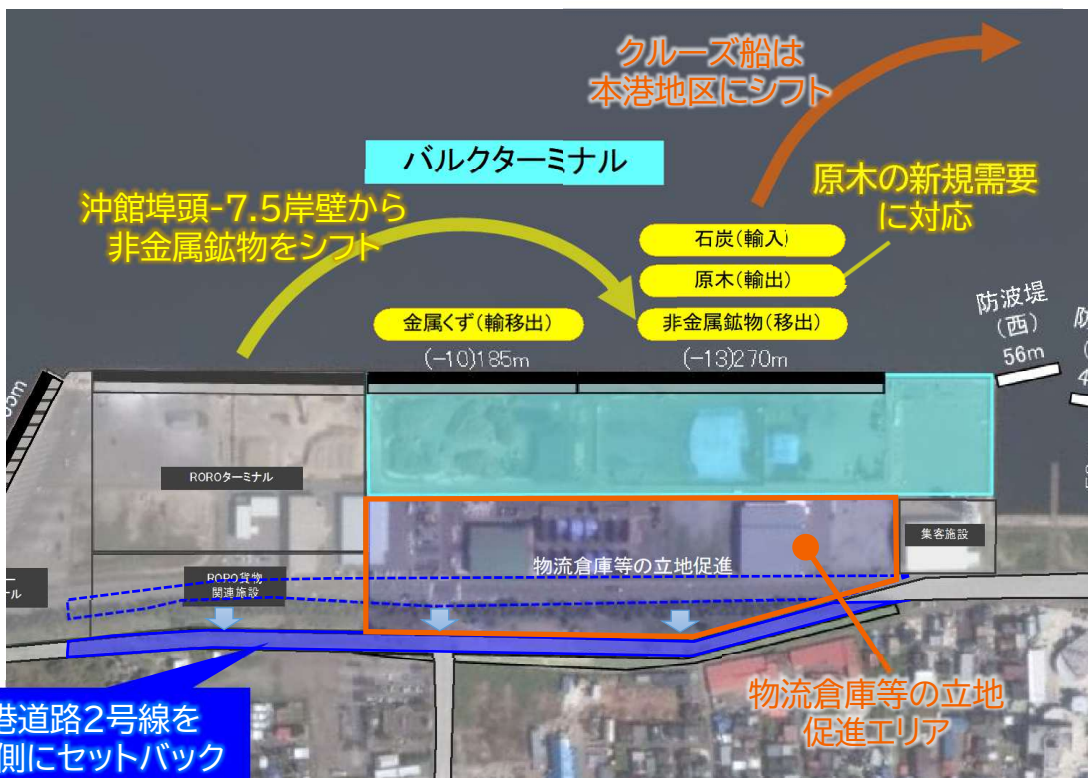 クルーズ船は
本港地区にシフト
バルクターミナル
原木の新規需要
に対応
沖館埠頭-7.5岸壁から
非金属鉱物をシフト
石炭(輸入)
原木(輸出)
金属くず(輸移出)
非金属鉱物(移出)
(-10)185m
(-13)270m
防波堤
(西)
56m
防
(
4
5m
ROROターミナル
集客施設
物流倉庫等の立地促進
RORO貨物
関連施設
ー
ール
港道路2号線を
側にセットバック
物流倉庫等の立地
促進エリア